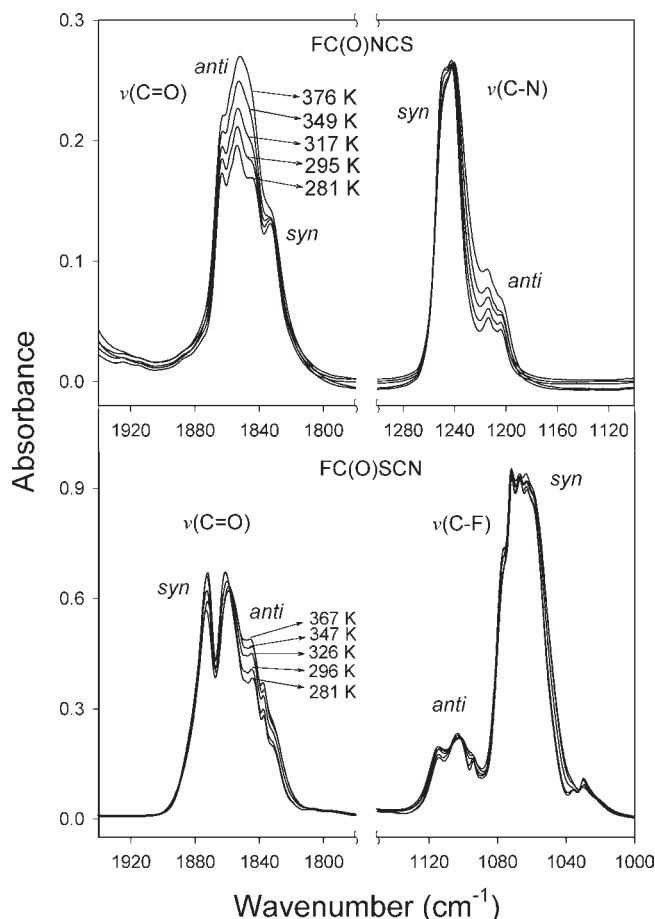 0.3
FC(O)NCS
ν(C=O)
anti
376 K
349 K
317 K
295 K
281 K
syn
ν(C-N)
syn
anti
0.2
0.1
0.0
1920 1880 1840 1800 1280 1240 1200 1160 1120
Absorbance
FC(O)SCN
0.9
ν(C=O)
ν(C-F)
syn
syn
anti
367 K
347 K
326 K
296 K
281 K
anti
0.6
0.3
0.0
1920 1880 1840 1800 1120 1080 1040 1000
Wavenumber (cm⁻¹)